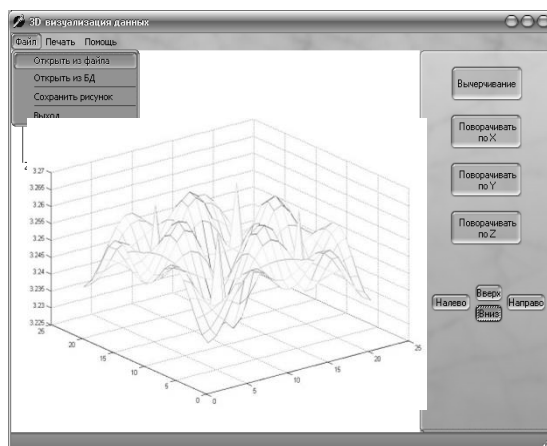 3D визуализация данных
Файл Печать Помощь
Открыть из файла
Открыть из БД
Сохранить рисунок
Выход
Вычерчивание
Поворачивать
по X
Поворачивать
по Y
Поворачивать
по Z
Вверх
Налево
Направо
Вниз
3.27
3.265
3.26
3.255
3.25
3.245
3.24
3.235
3.23
3.225
25
20
15
10
5
0
0
5
10
15
20
25